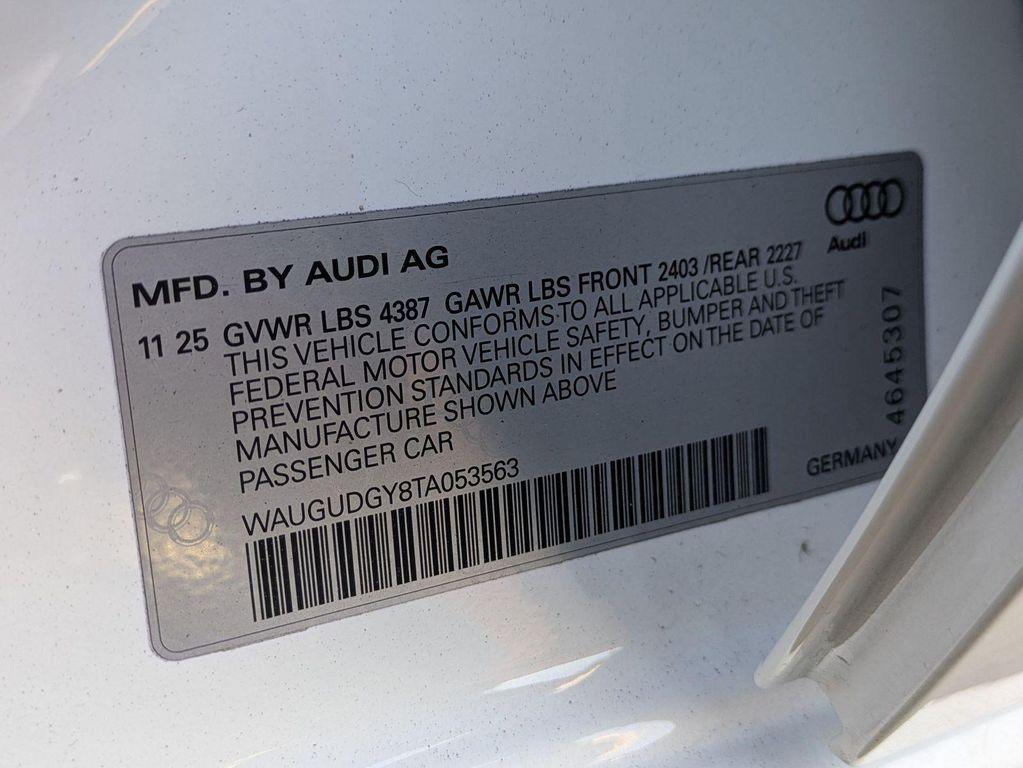 Audi
MFD. BY AUDI AG
11 25 GVWR LBS 4387 GAWR LBS FRONT 2403 /REAR 2227
THIS VEHICLE CONFORMS TO ALL APPLICABLE U.S.
FEDERAL MOTOR VEHICLE SAFETY, BUMPER AND THEFT
PREVENTION STANDARDS IN EFFECT ON THE DATE OF
MANUFACTURE SHOWN ABOVE
PASSENGER CAR
WAUGUDGY8TA053563
GERMANY
4645307